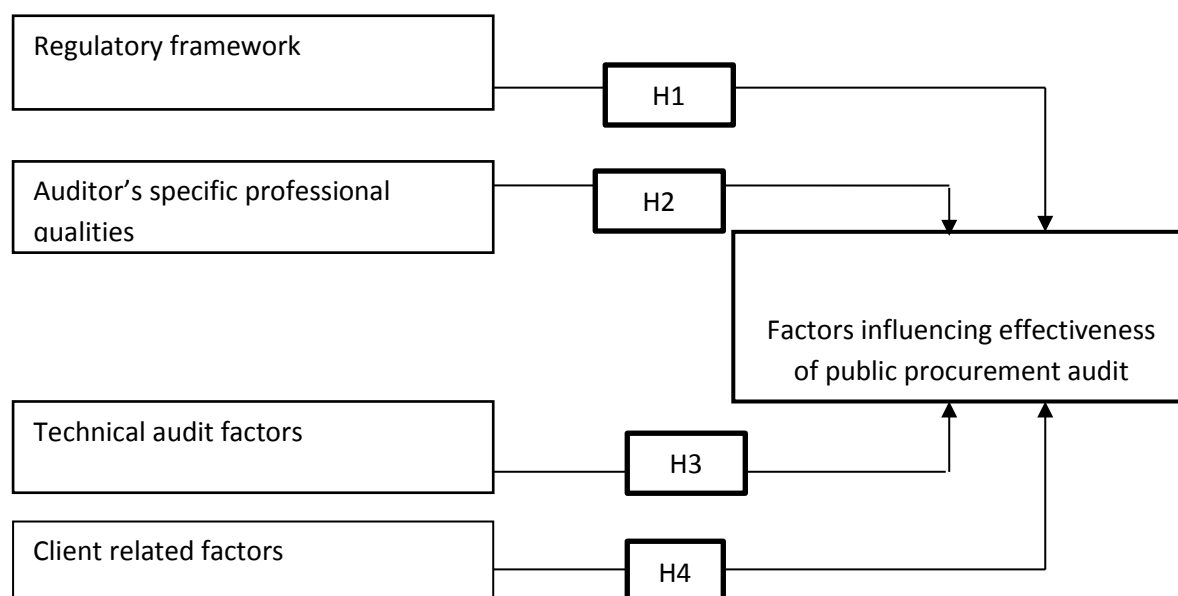 Regulatory framework
H1
Auditor’s specific professional
qualities
H2
Factors influencing effectiveness
of public procurement audit
Technical audit factors
H3
Client related factors
H4